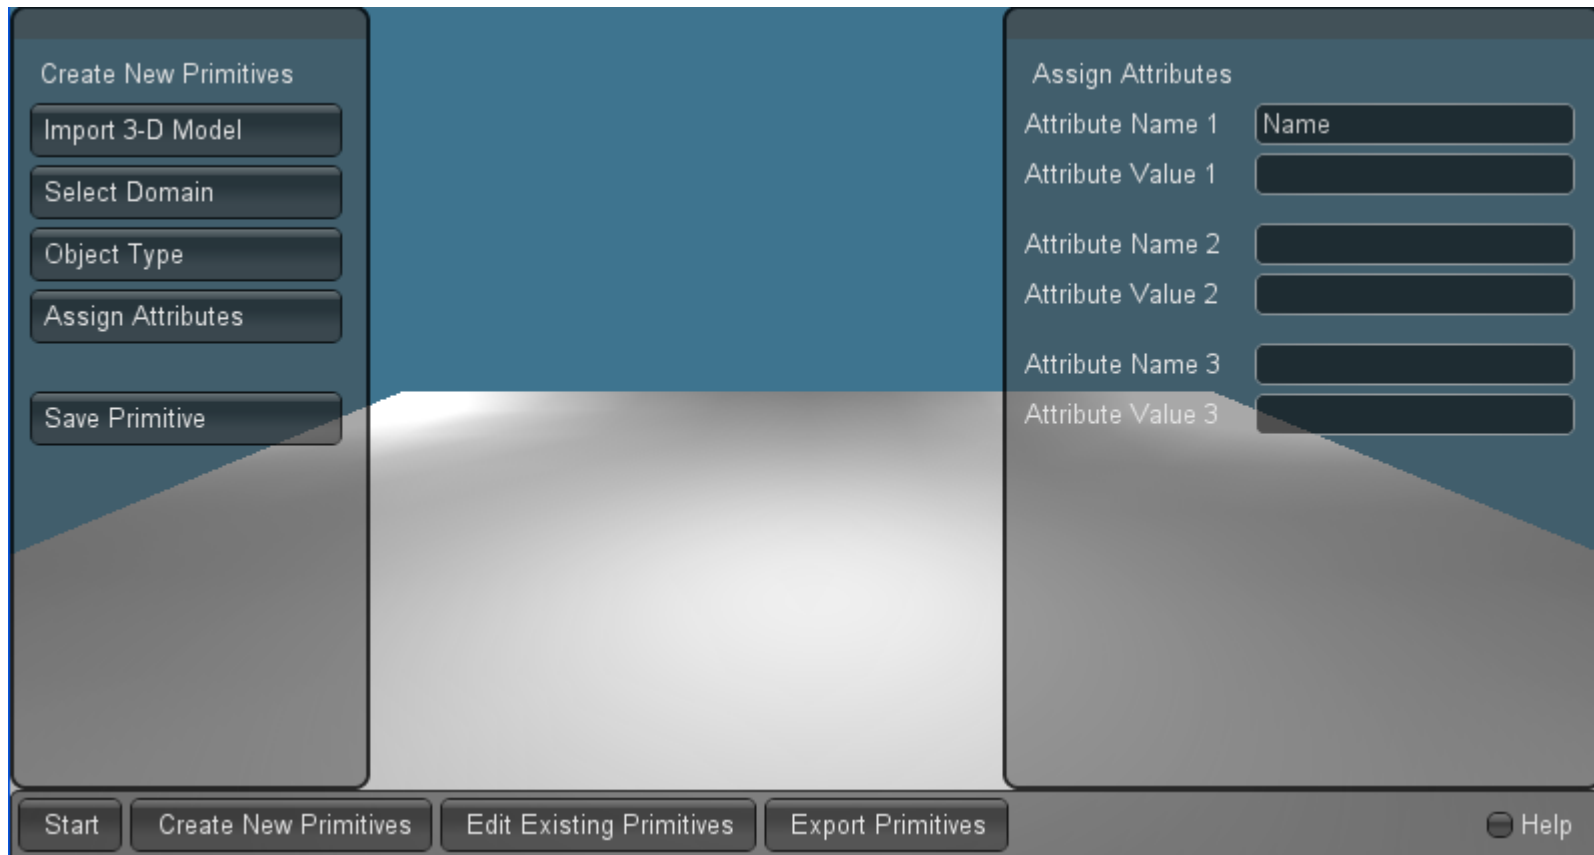 Create New Primitives
Import 3-D Model
Select Domain
Object Type
Assign Attributes
Save Primitive
Assign Attributes
Attribute Name 1 Name
Attribute Value 1
Attribute Name 2
Attribute Value 2
Attribute Name 3
Attribute Value 3
Start Create New Primitives Edit Existing Primitives Export Primitives Help